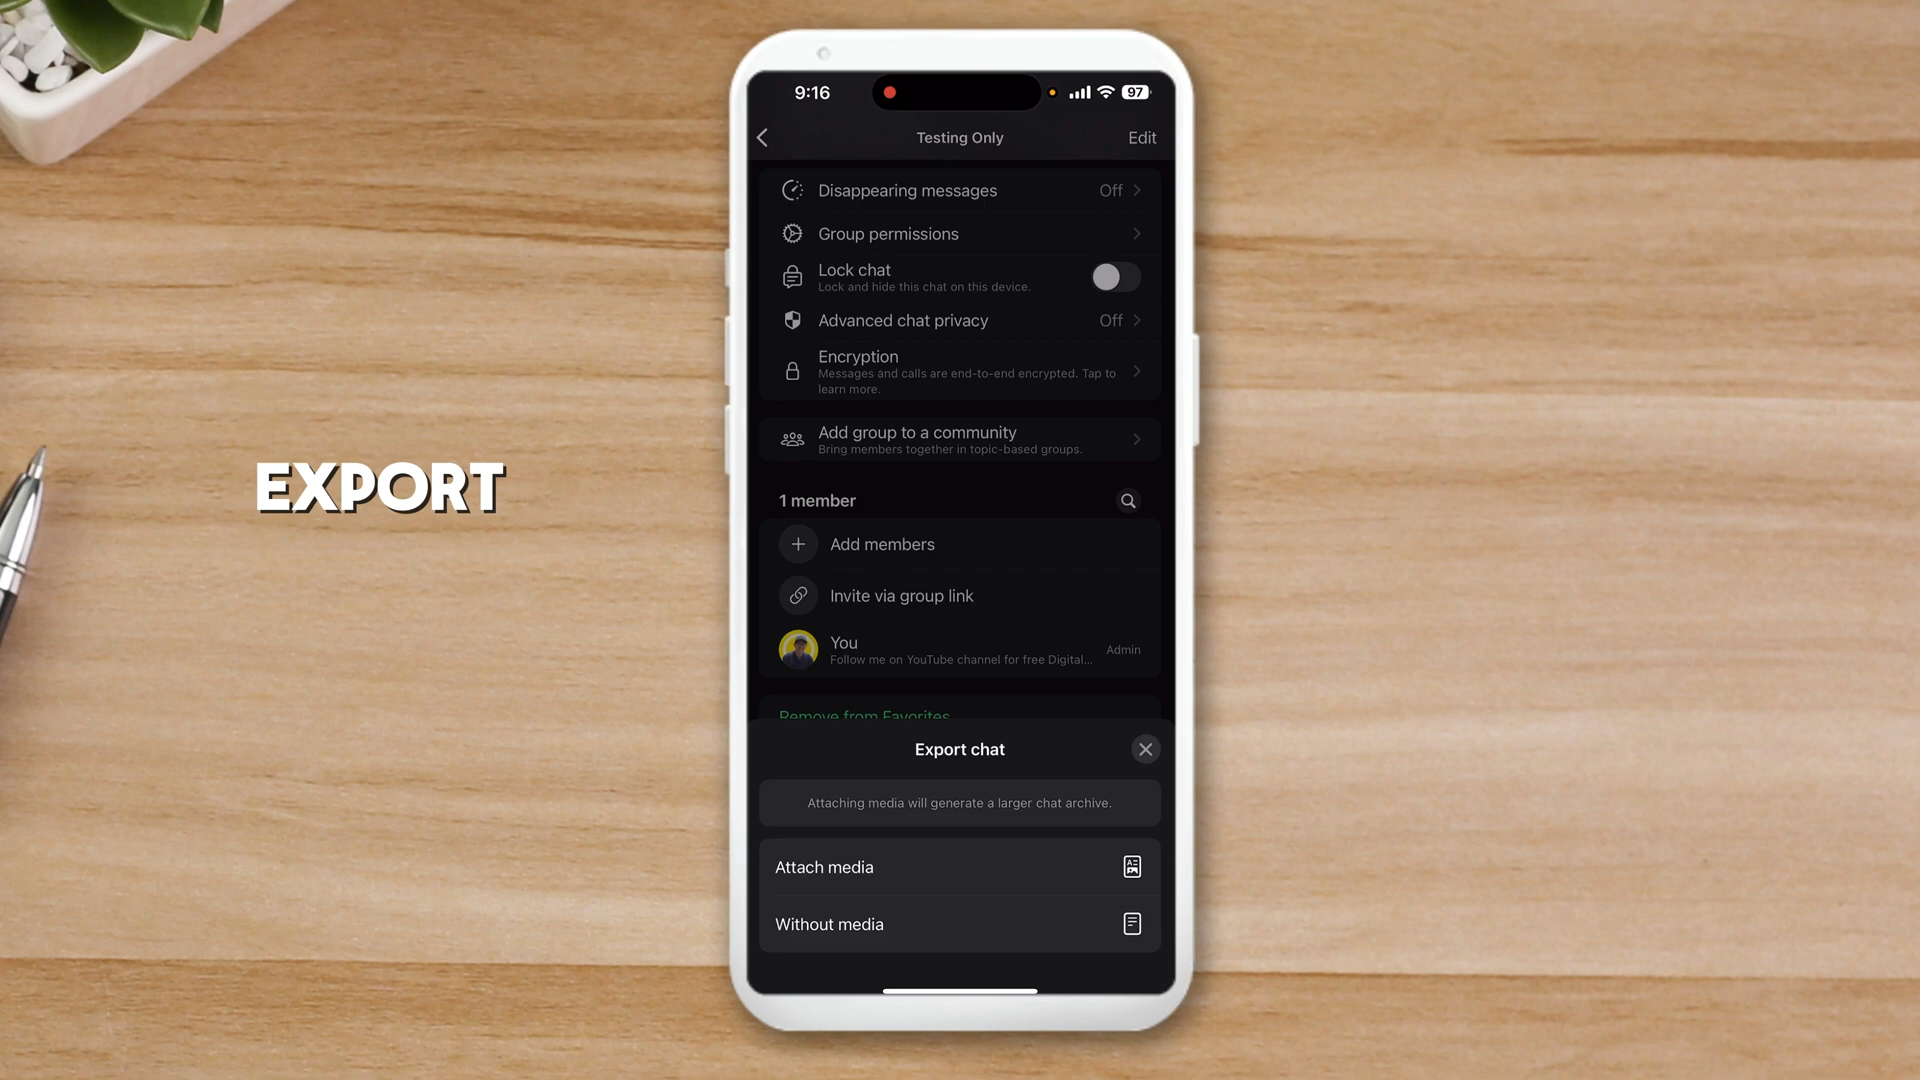 9:16
97
Testing Only
Edit
Disappearing messages
Off
Group permissions
Lock chat
Lock and hide this chat on this device.
Advanced chat privacy
Off
Encryption
Messages and calls are end-to-end encrypted. Tap to
learn more.
Add group to a community
Bring members together in topic-based groups.
EXPORT
1 member
Add members
Invite via group link
You
Follow me on YouTube channel for free Digital...
Admin
Remove from Favorites
Export chat
Attaching media will generate a larger chat archive.
Attach media
Without media